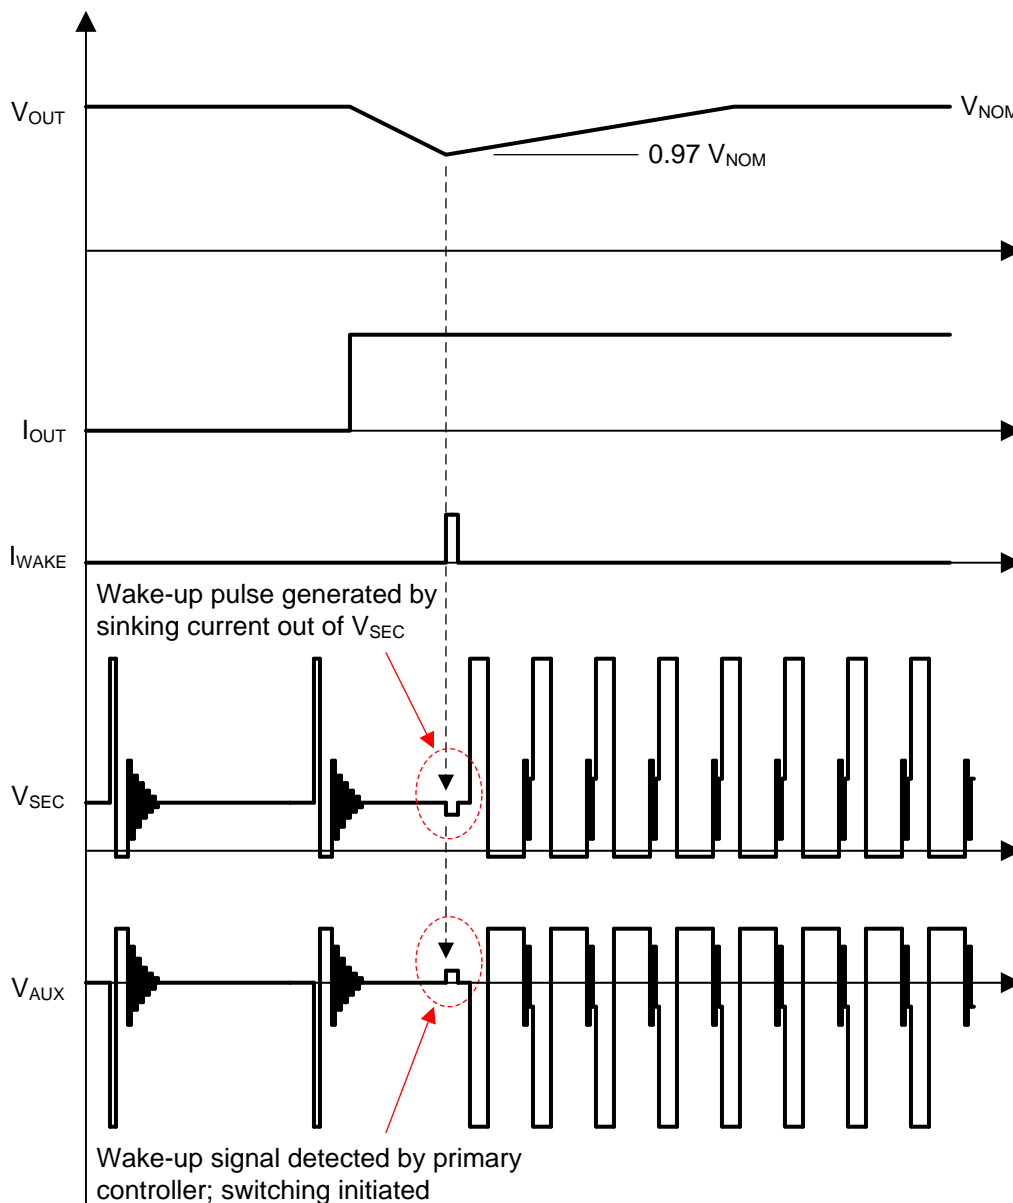 VOUT
VNOM
0.97 VNOM
IOUT
IWAKE
Wake-up pulse generated by
sinking current out of VSEC
VSEC
VAUX
Wake-up signal detected by primary
controller; switching initiated